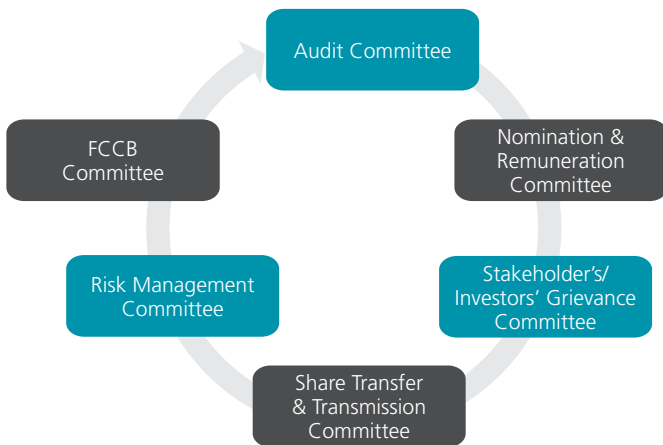 Audit Committee
Nomination &
Remuneration
Committee
Stakeholder's/
Investors' Grievance
Committee
Share Transfer
& Transmission
Committee
Risk Management
Committee
FCCB
Committee